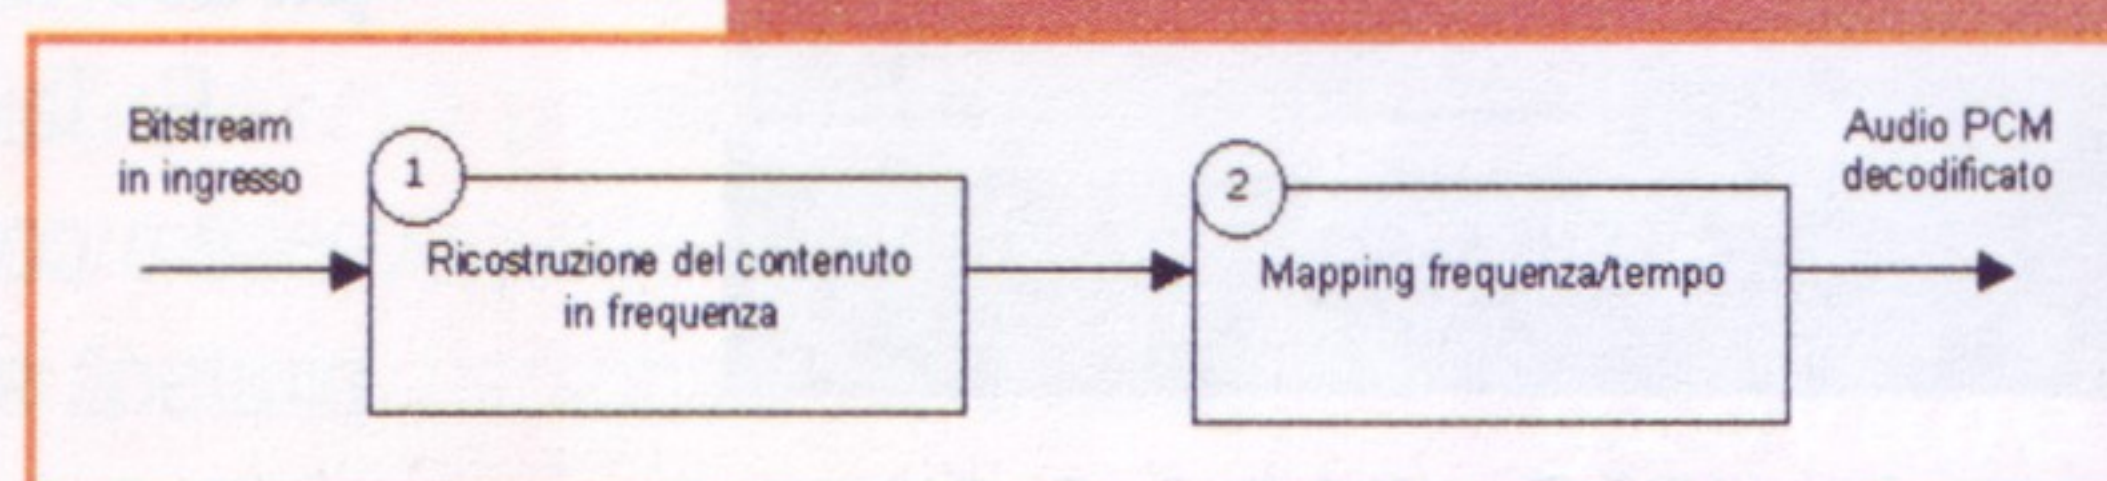 Bitstream
in ingresso
1
Ricostruzione del contenuto
in frequenza
2
Mapping frequenza/tempo
Audio PCM
decodificato